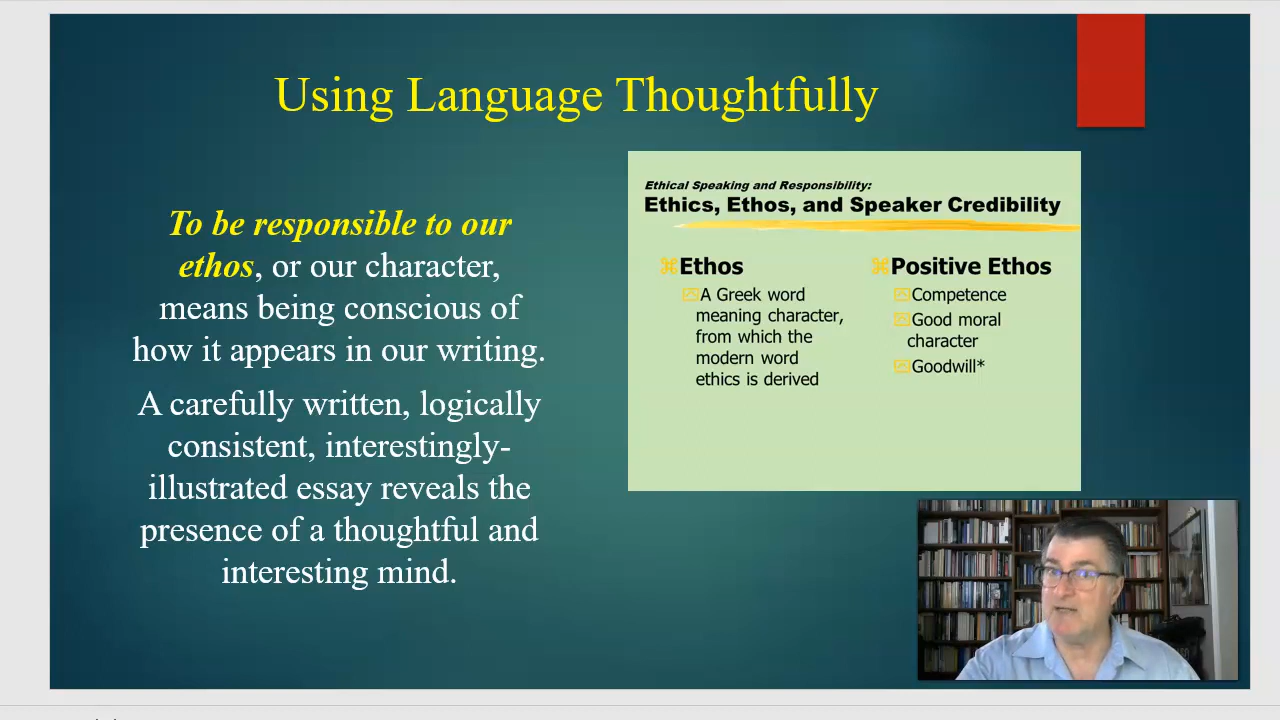 Using Language Thoughtfully
To be responsible to our
ethos, or our character,
means being conscious of
how it appears in our writing.
A carefully written, logically
consistent, interestingly-
illustrated essay reveals the
presence of a thoughtful and
interesting mind.
Ethical Speaking and Responsibility:
Ethics, Ethos, and Speaker Credibility
Ethos
A Greek word
meaning character,
from which the
modern word
ethics is derived
Positive Ethos
Competence
Good moral
character
Goodwill*